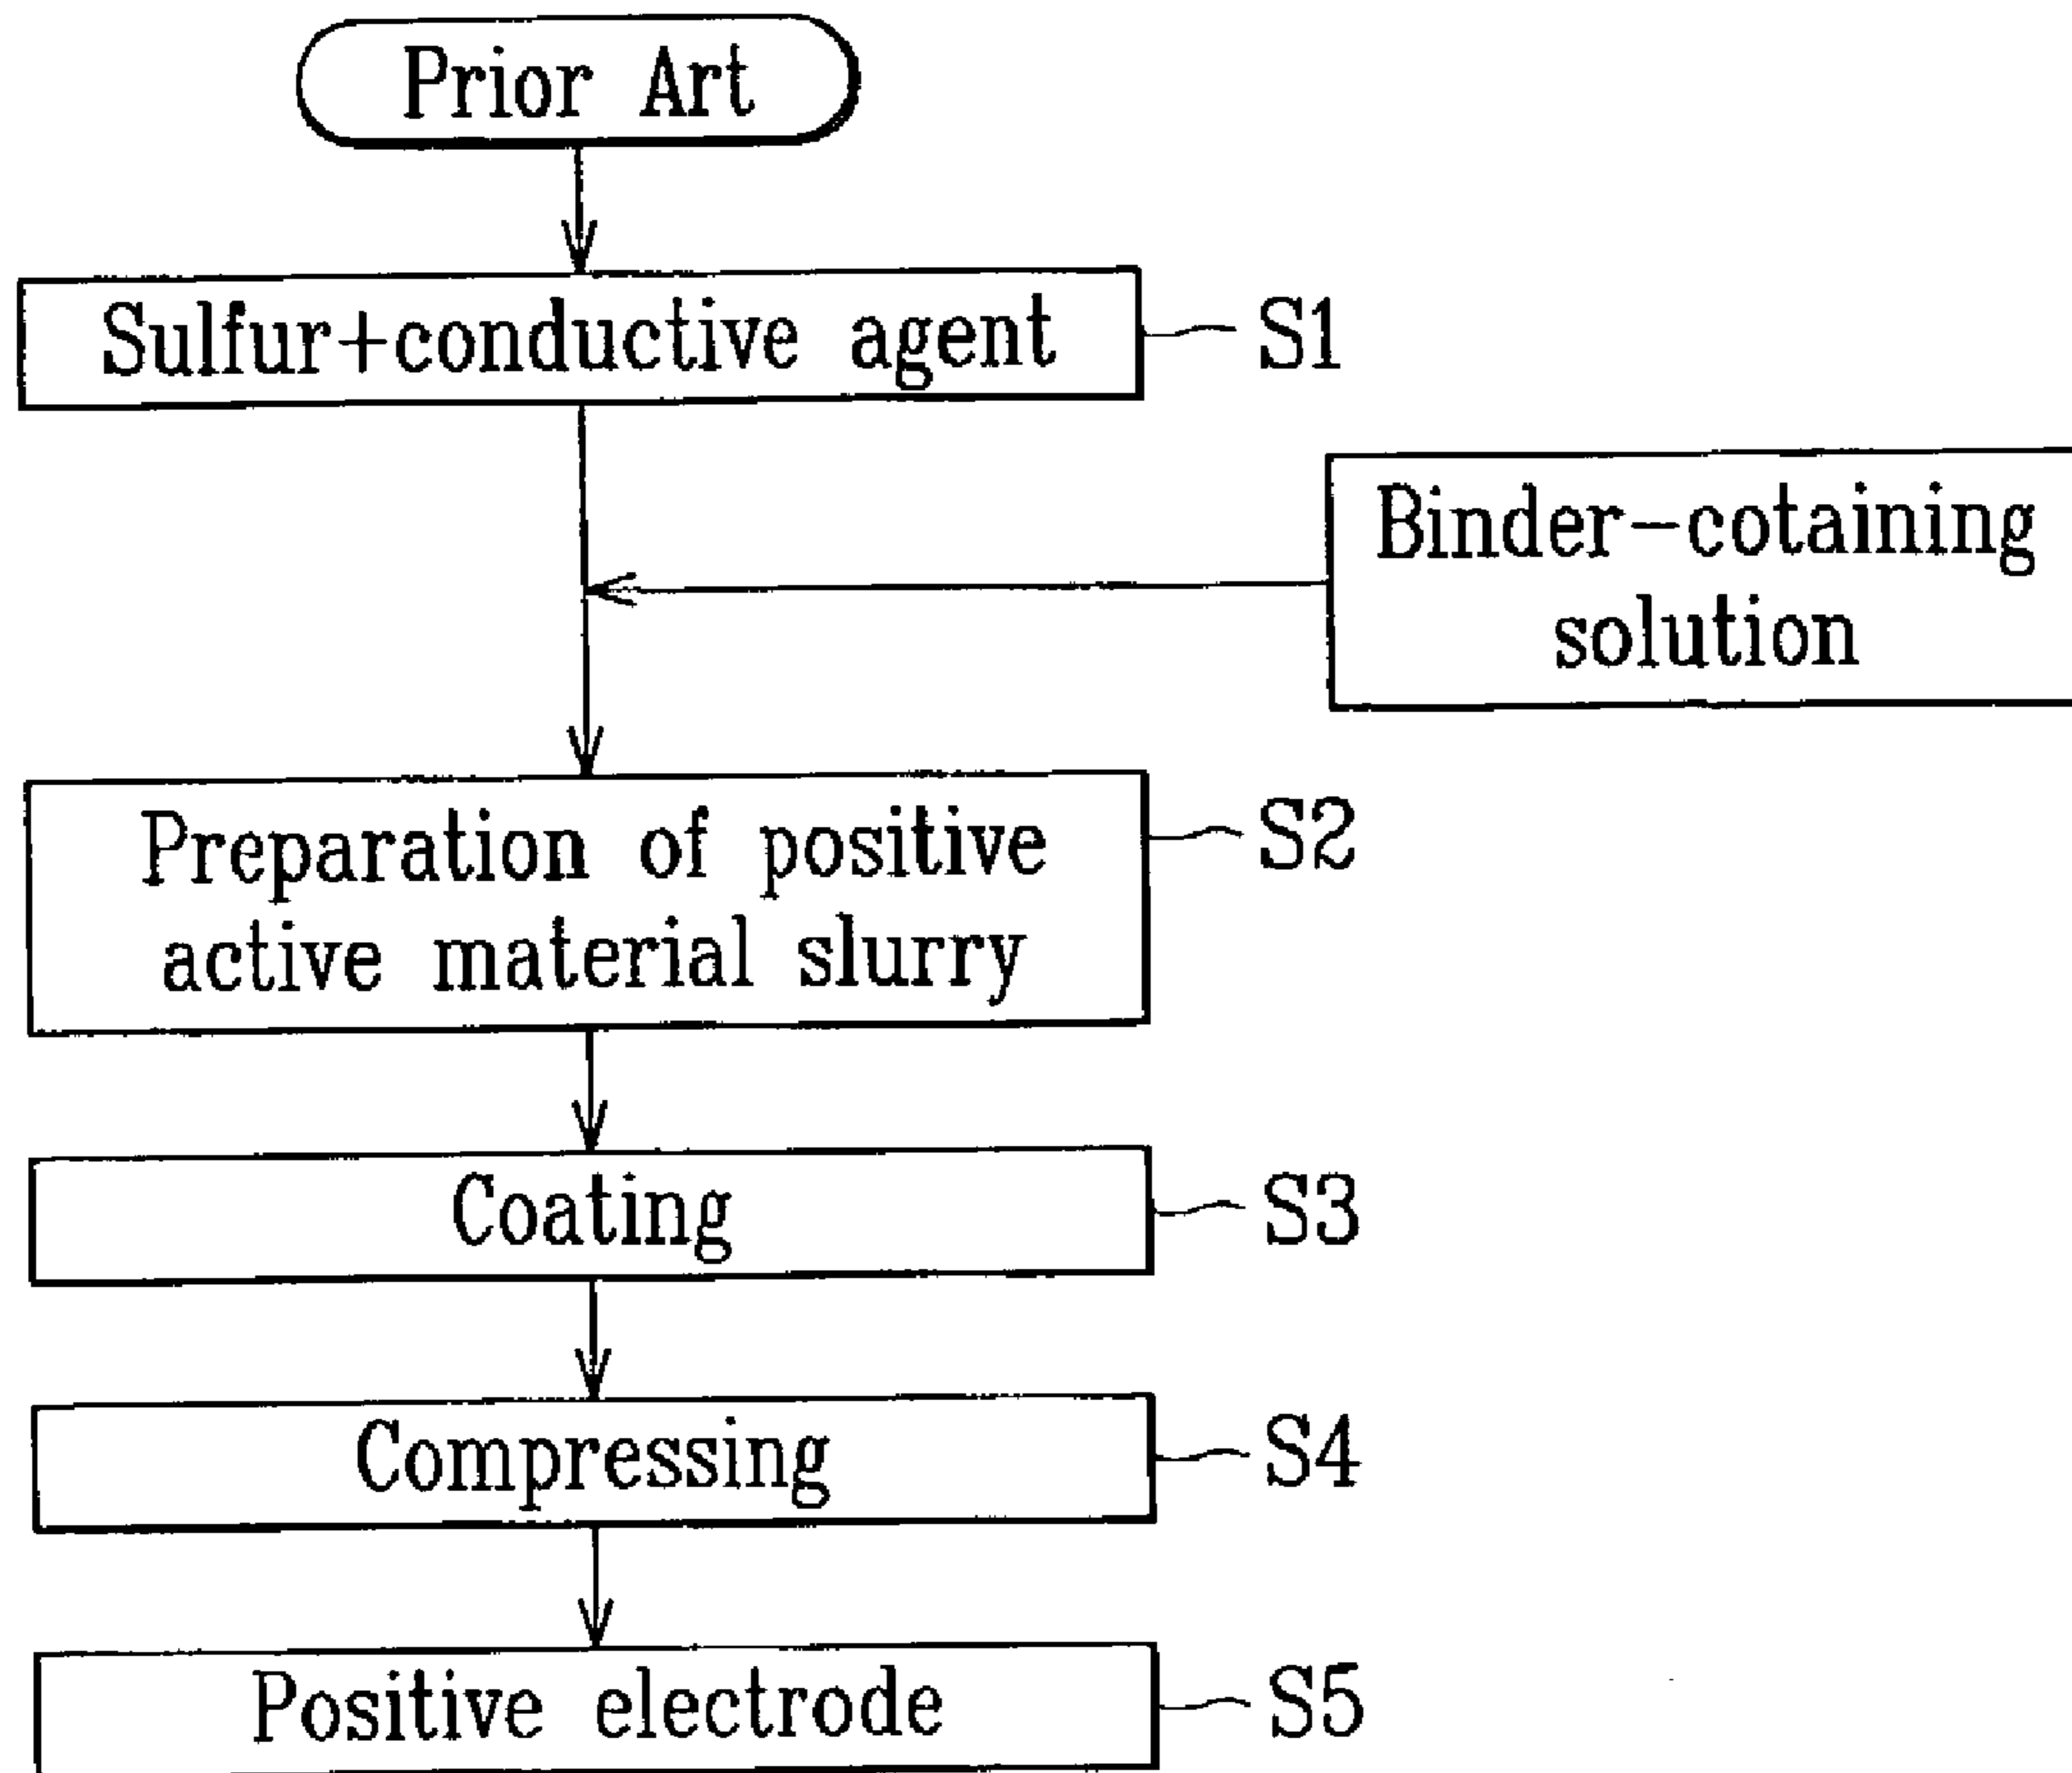 Prior Art
Sulfur+conductive agent
S1
Binder-cotaining
solution
Preparation of positive
active material slurry
S2
Coating
S3
Compressing
S4
Positive electrode
S5